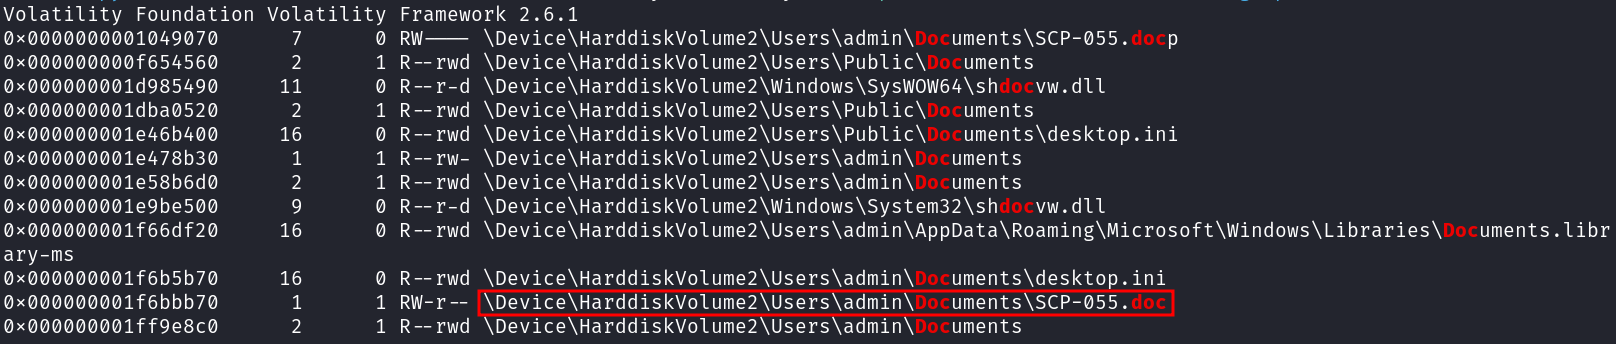 Volatility Foundation Volatility Framework 2.6.1
0x0000000001049070      7      0 RW---- \Device\HarddiskVolume2\Users\admin\Documents\SCP-055.docp
0x000000000f654560      2      1 R--rwd \Device\HarddiskVolume2\Users\Public\Documents
0x000000001d985490     11      0 R--r-d \Device\HarddiskVolume2\Windows\SysWOW64\shdocvw.dll
0x000000001dba0520      2      1 R--rwd \Device\HarddiskVolume2\Users\Public\Documents
0x000000001e46b400     16      0 R--rwd \Device\HarddiskVolume2\Users\Public\Documents\desktop.ini
0x000000001e478b30      1      1 R--rw- \Device\HarddiskVolume2\Users\admin\Documents
0x000000001e58b6d0      2      1 R--rwd \Device\HarddiskVolume2\Users\admin\Documents
0x000000001e9be500      9      0 R--r-d \Device\HarddiskVolume2\Windows\System32\shdocvw.dll
0x000000001f66df20     16      0 R--rwd \Device\HarddiskVolume2\Users\admin\AppData\Roaming\Microsoft\Windows\Libraries\Documents.libr
ary-ms
0x000000001f6b5b70     16      0 R--rwd \Device\HarddiskVolume2\Users\admin\Documents\desktop.ini
0x000000001f6bbb70      1      1 RW-r-- \Device\HarddiskVolume2\Users\admin\Documents\SCP-055.doc
0x000000001ff9e8c0      2      1 R--rwd \Device\HarddiskVolume2\Users\admin\Documents